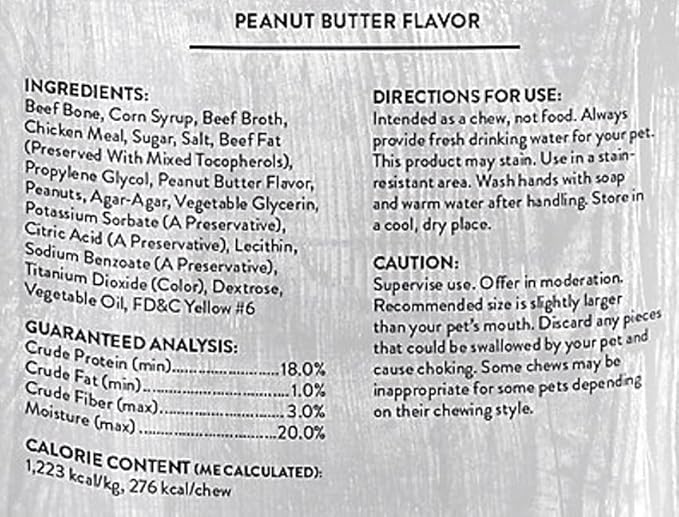 PEANUT BUTTER FLAVOR
INGREDIENTS:
Beef Bone, Corn Syrup, Beef Broth,
Chicken Meal, Sugar, Salt, Beef Fat
(Preserved With Mixed Tocopherols),
Propylene Glycol, Peanut Butter Flavor,
Peanuts, Agar-Agar, Vegetable Glycerin,
Potassium Sorbate (A Preservative),
Citric Acid (A Preservative), Lecithin,
Sodium Benzoate (A Preservative),
Titanium Dioxide (Color), Dextrose,
Vegetable Oil, FD&C Yellow #6
GUARANTEED ANALYSIS:
Crude Protein (min)..........................18.0%
Crude Fat (min)..................................1.0%
Crude Fiber (max)...............................3.0%
Moisture (max) .................................20.0%
CALORIE CONTENT (ME CALCULATED):
1,223 kcal/kg, 276 kcal/chew
DIRECTIONS FOR USE:
Intended as a chew, not food. Always
provide fresh drinking water for your pet.
This product may stain. Use in a stain-
resistant area. Wash hands with soap
and warm water after handling. Store in
a cool, dry place.
CAUTION:
Supervise use. Offer in moderation.
Recommended size is slightly larger
than your pet's mouth. Discard any pieces
that could be swallowed by your pet and
cause choking. Some chews may be
inappropriate for some pets depending
on their chewing style.